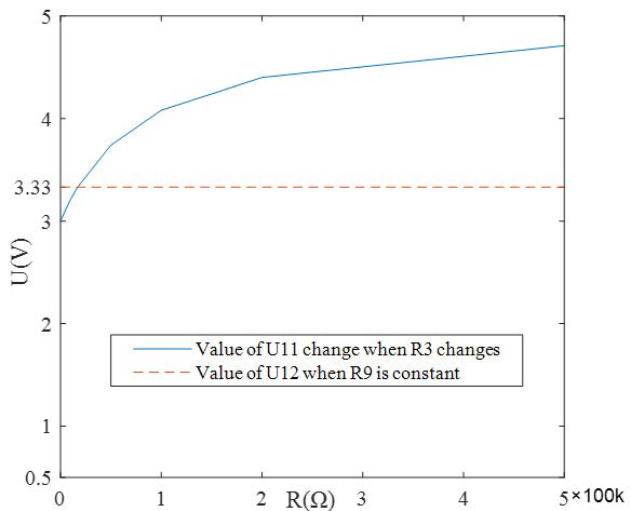 5
4
3.33
3
2
1
0.5
U(V)
Value of U11 change when R3 changes
Value of U12 when R9 is constant
0 1 2 3 4 5 ×100k
R(Ω)